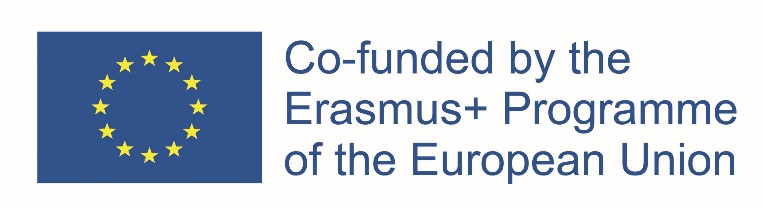 Co-funded by the
Erasmus+ Programme
of the European Union